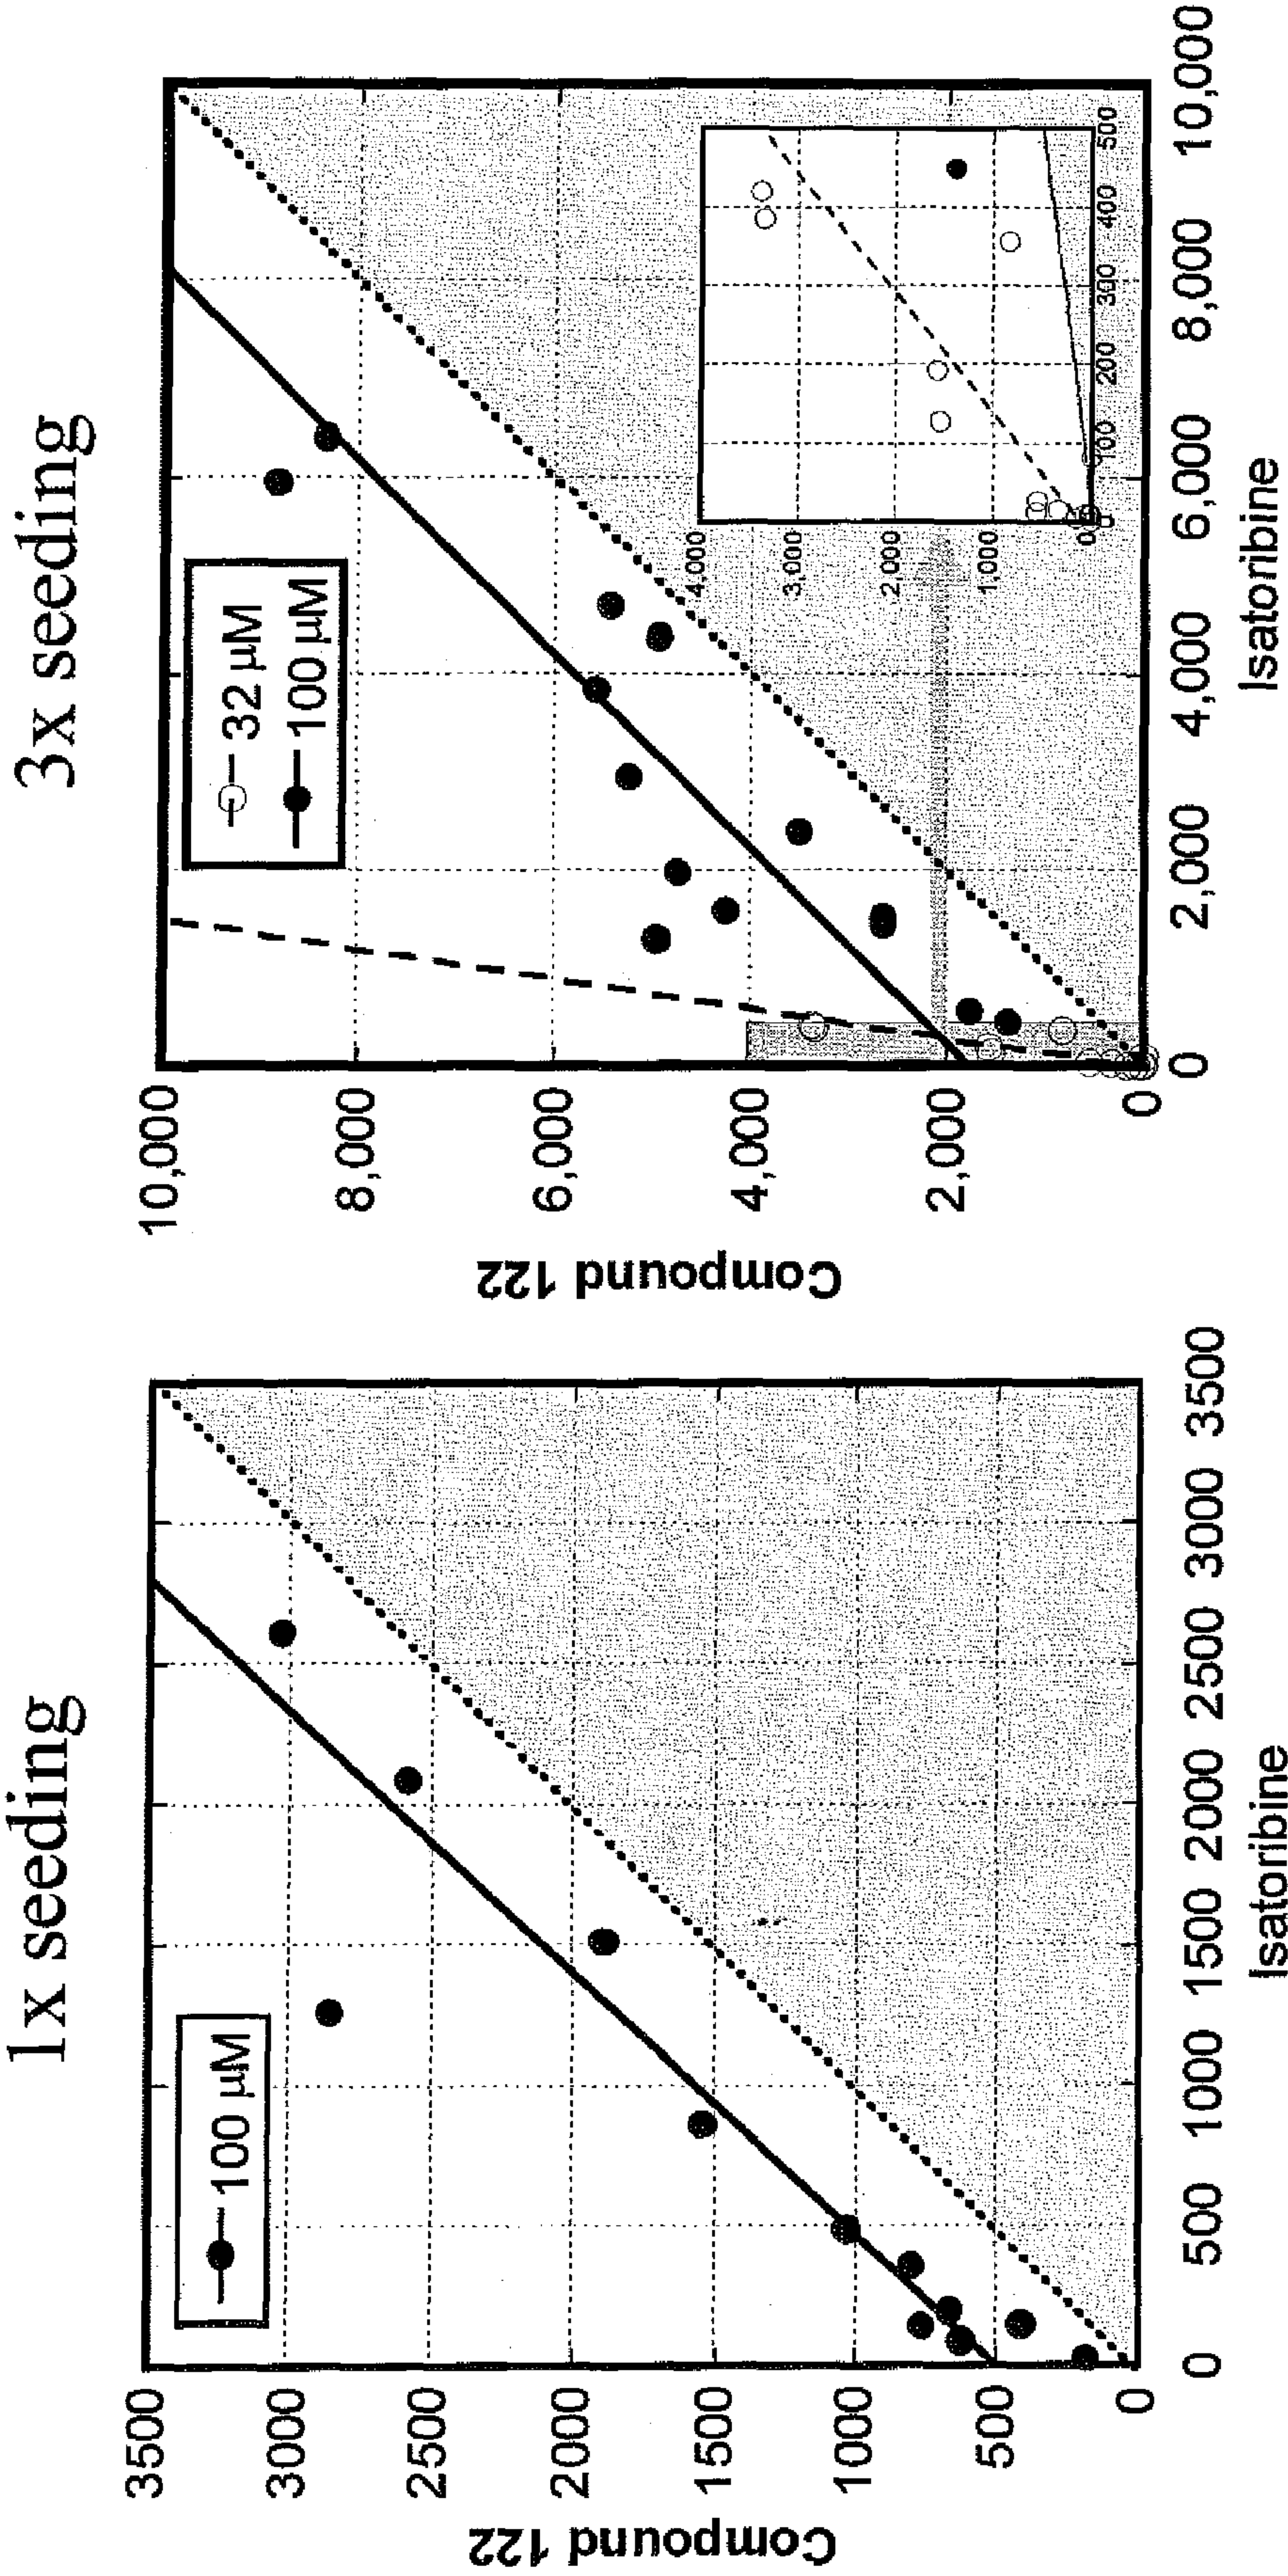 1x seeding
100 µM
3500
3000
2500
2000
1500
1000
500
0
Compound 122
0 500 1000 1500 2000 2500 3000 3500
Isatoribine
3x seeding
32 µM
100 µM
10,000
8,000
6,000
4,000
2,000
0
Compound 122
0 2,000 4,000 6,000 8,000 10,000
Isatoribine
4,000
3,000
2,000
1,000
0
0 100 200 300 400 500